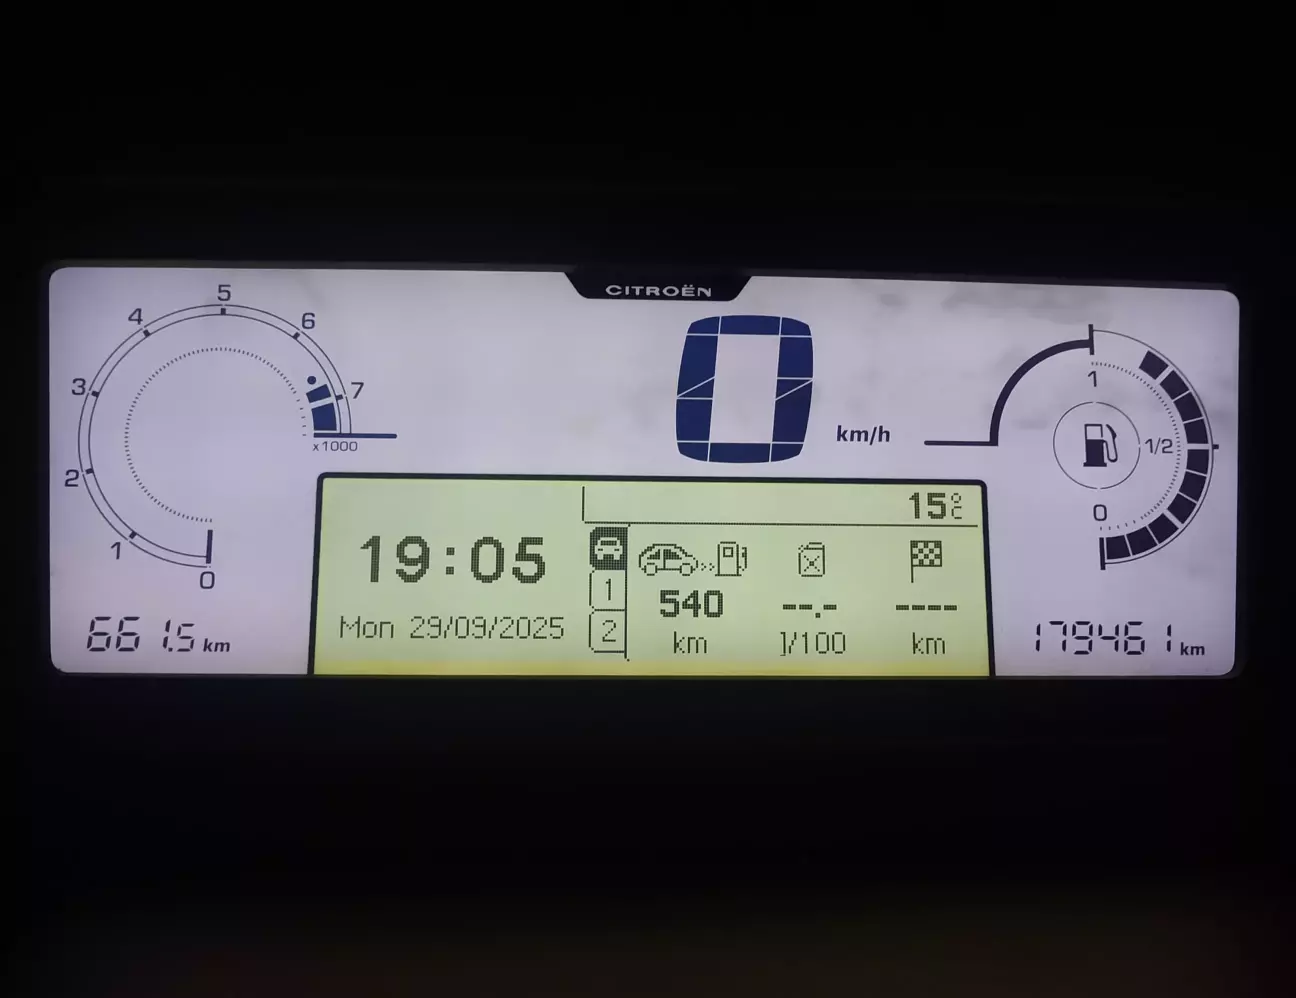 CITROËN
5
4
6
3
7
x1000
2
1
0
0
km/h
1
1/2
0
15°C
19:05
1
540
--.-
----
Mon 29/09/2025
2
km
l/100
km
661.5 km
179461 km